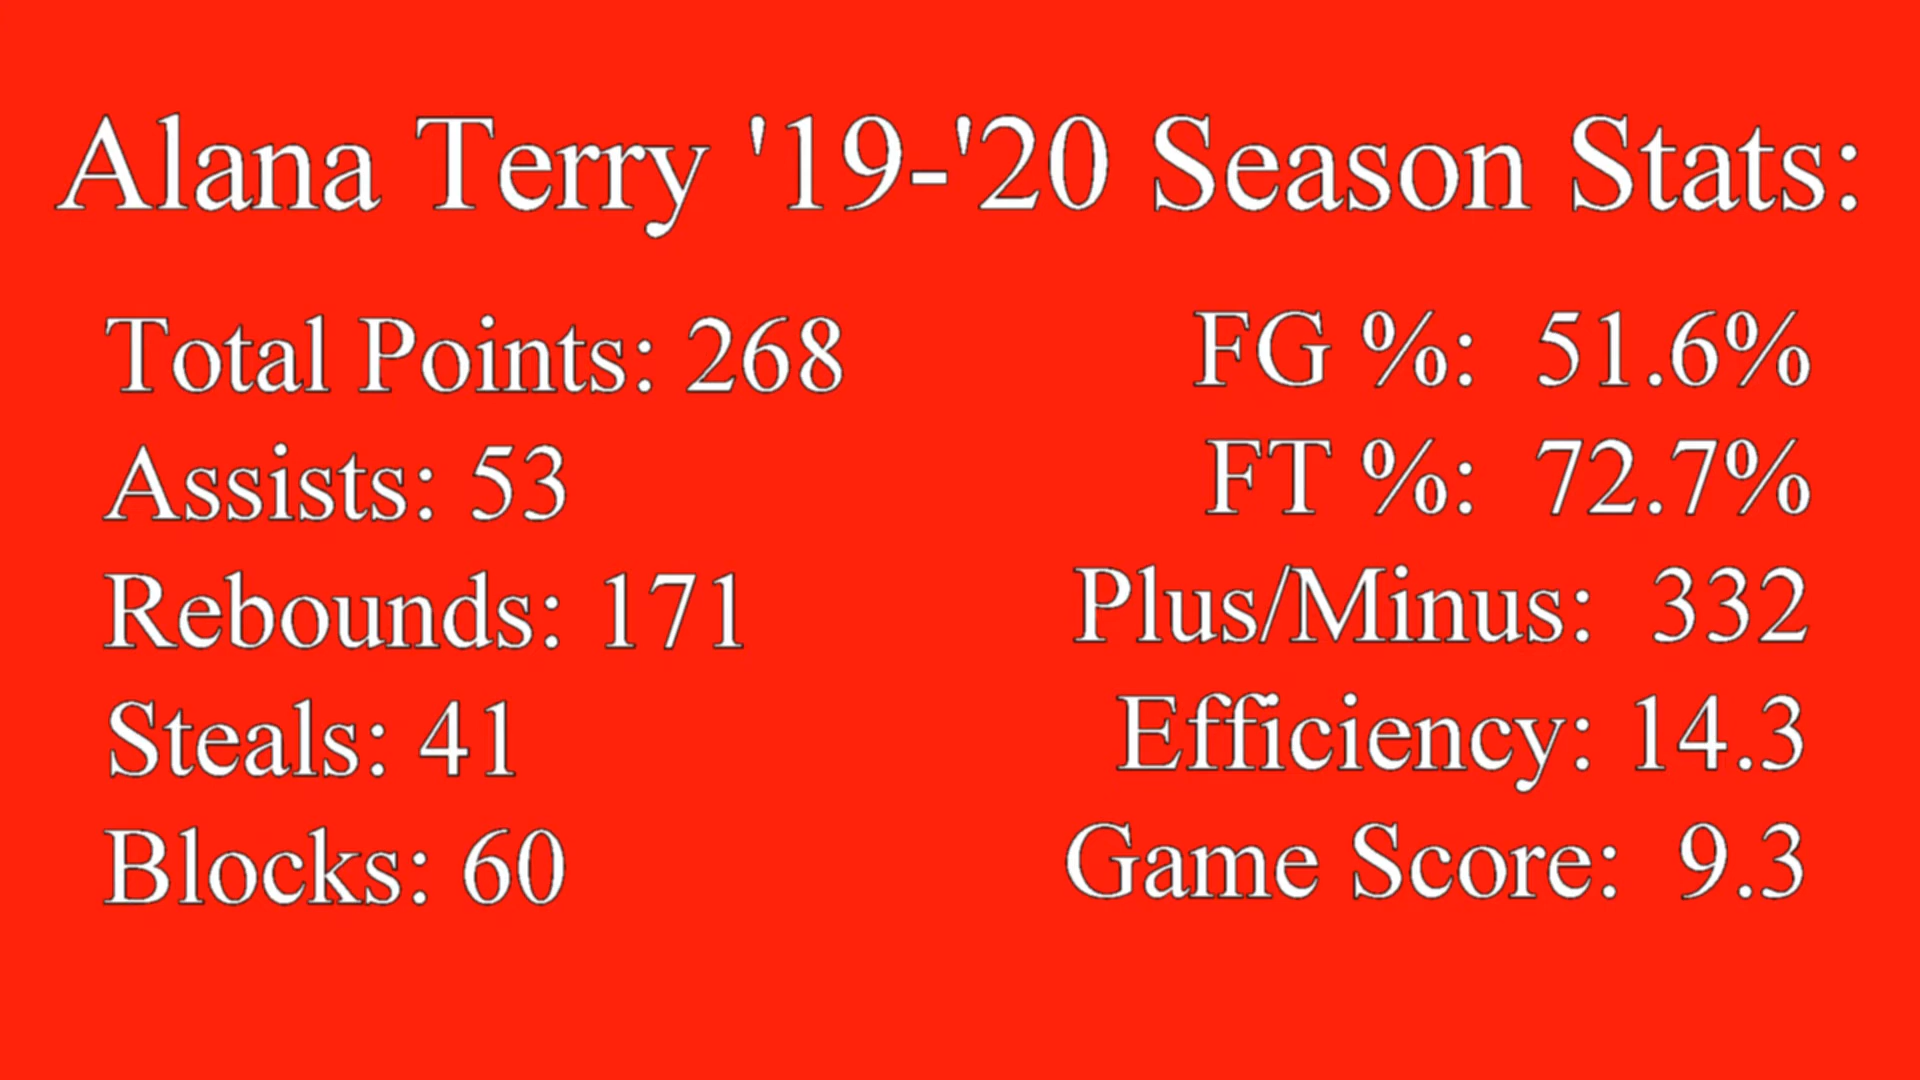 Alana Terry '19-'20 Season Stats:
Total Points: 268
Assists: 53
Rebounds: 171
Steals: 41
Blocks: 60
FG %: 51.6%
FT %: 72.7%
Plus/Minus: 332
Efficiency: 14.3
Game Score: 9.3